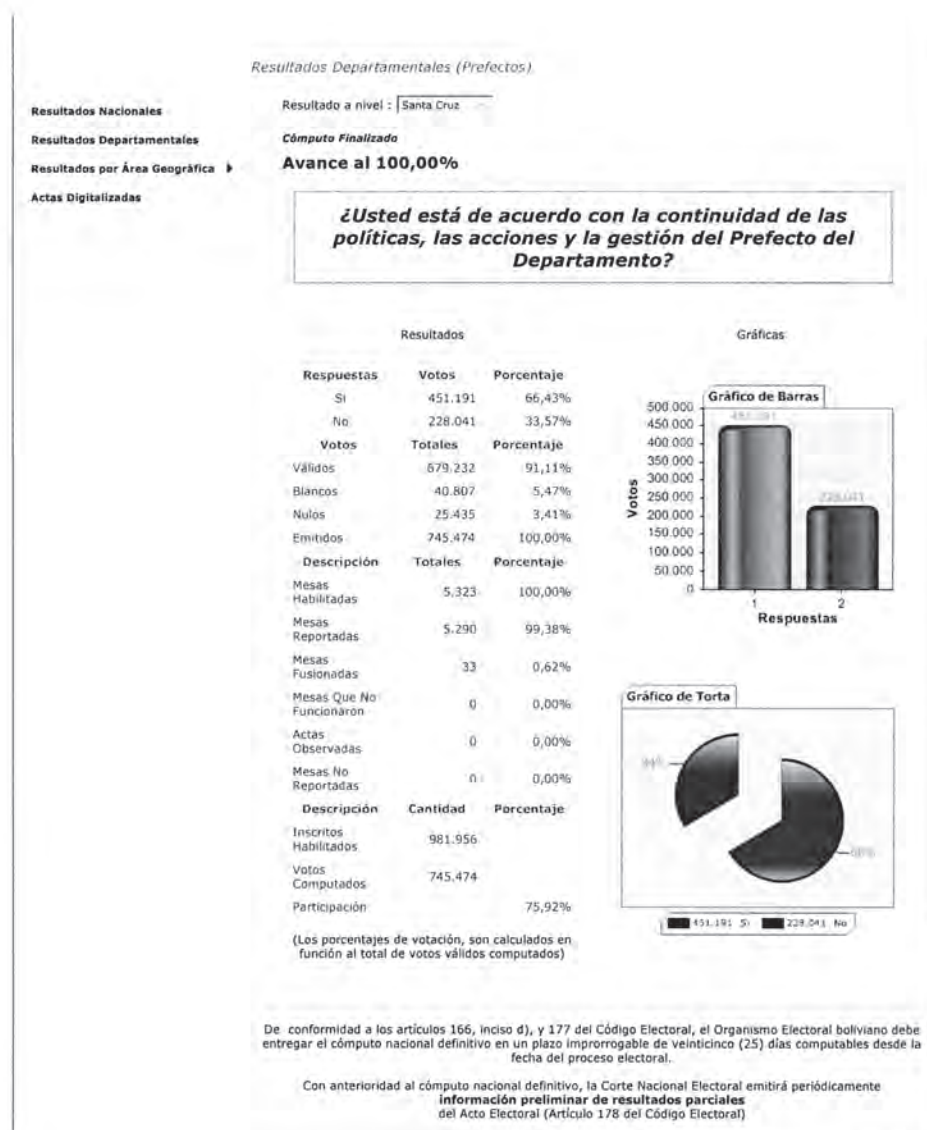 Resultados Departamentales (Prefectos)
Resultados Nacionales
Resultados Departamentales
Resultados por Área Geográfica
Actas Digitalizadas
Resultado a nivel : Santa Cruz
Cómputo Finalizado
Avance al 100,00%
¿Usted está de acuerdo con la continuidad de las
políticas, las acciones y la gestión del Prefecto del
Departamento?
Resultados
Respuestas Votos Porcentaje
Si 451.191 66,43%
No 228.041 33,57%
Votos Totales Porcentaje
Válidos 679.232 91,11%
Blancos 40.807 5,47%
Nulos 25.435 3,41%
Emitidos 745.474 100,00%
Descripción Totales Porcentaje
Mesas
Habilitadas 5.323 100,00%
Mesas
Reportadas 5.290 99,38%
Mesas
Fusionadas 33 0,62%
Mesas Que No
Funcionaron 0 0,00%
Actas
Observadas 0 0,00%
Mesas No
Reportadas 0 0,00%
Descripción Cantidad Porcentaje
Inscritos
Habilitados 981.956
Votos
Computados 745.474
Participación 75,92%
(Los porcentajes de votación, son calculados en
función al total de votos válidos computados)
Gráficas
Gráfico de Barras
500.000
450.000
400.000
350.000
300.000
250.000
200.000
150.000
100.000
50.000
0
Votos
451.191
228.041
1 2
Respuestas
Gráfico de Torta
451.191 Si 228.041 No
De conformidad a los artículos 166, inciso d), y 177 del Código Electoral, el Organismo Electoral boliviano debe
entregar el cómputo nacional definitivo en un plazo improrrogable de veinticinco (25) días computables desde la
fecha del proceso electoral.
Con anterioridad al cómputo nacional definitivo, la Corte Nacional Electoral emitirá periódicamente
información preliminar de resultados parciales
del Acto Electoral (Artículo 178 del Código Electoral)